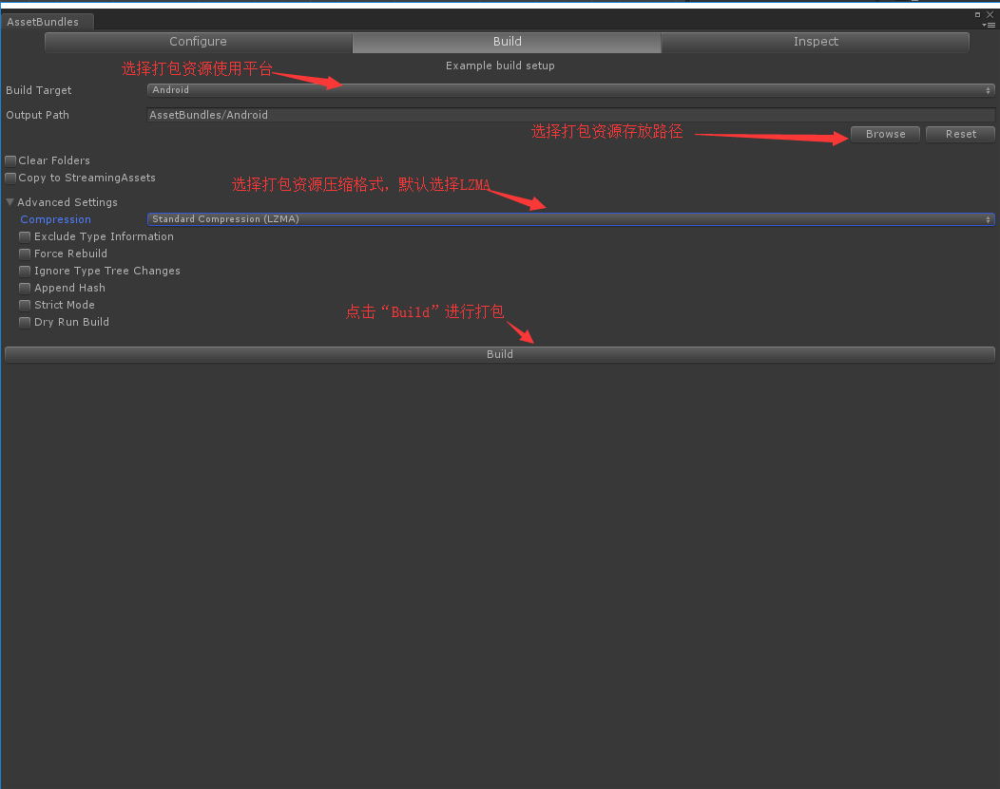 AssetBundles
Configure
Build
Inspect
选择打包资源使用平台
Example build setup
Build Target
Android
Output Path
AssetBundles/Android
选择打包资源存放路径
Browse
Reset
Clear Folders
Copy to StreamingAssets
选择打包资源压缩格式，默认选择LZMA
Advanced Settings
Compression
Standard Compression (LZMA)
Exclude Type Information
Force Rebuild
Ignore Type Tree Changes
Append Hash
Strict Mode
点击“Build”进行打包
Dry Run Build
Build